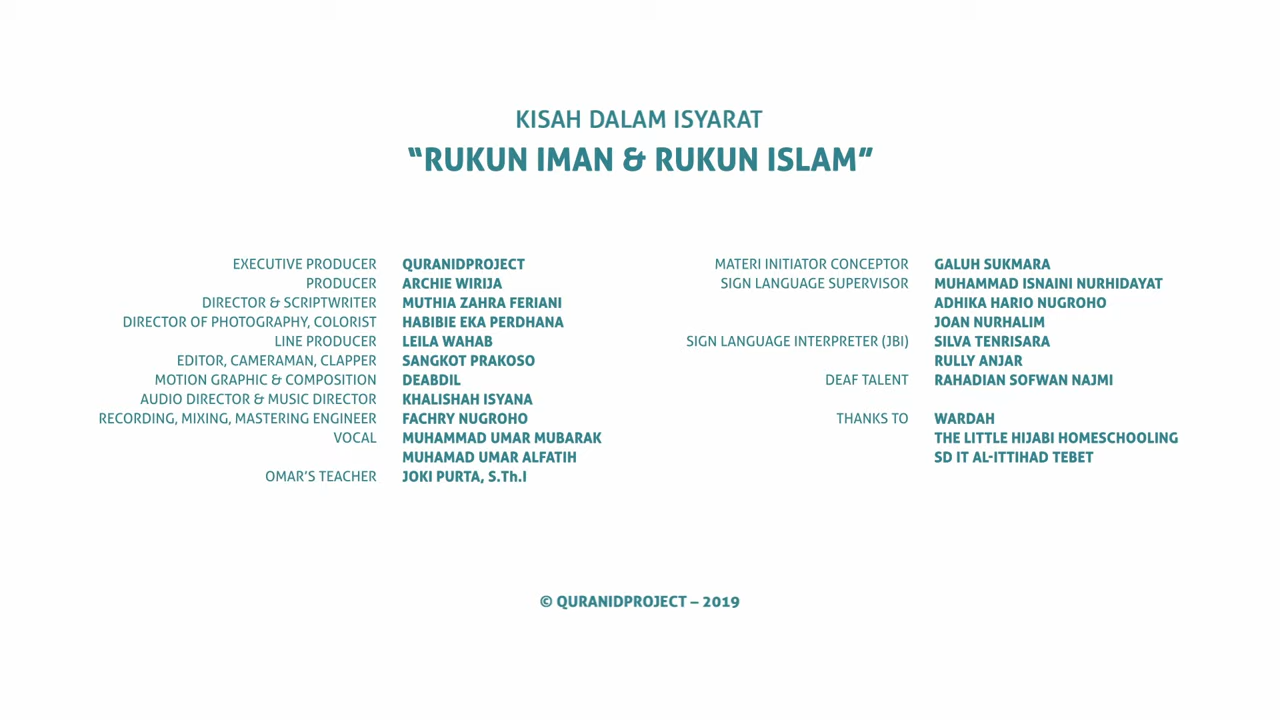 KISAH DALAM ISYARAT
“RUKUN IMAN & RUKUN ISLAM”
EXECUTIVE PRODUCER QURANIDPROJECT
PRODUCER ARCHIE WIRIJA
DIRECTOR & SCRIPTWRITER MUTHIA ZAHRA FERIANI
DIRECTOR OF PHOTOGRAPHY, COLORIST HABIBIE EKA PERDHANA
LINE PRODUCER LEILA WAHAB
EDITOR, CAMERAMAN, CLAPPER SANGKOT PRAKOSO
MOTION GRAPHIC & COMPOSITION DEABDIL
AUDIO DIRECTOR & MUSIC DIRECTOR KHALISHAH ISYANA
RECORDING, MIXING, MASTERING ENGINEER FACHRY NUGROHO
VOCAL MUHAMMAD UMAR MUBARAK
MUHAMAD UMAR ALFATIH
OMAR’S TEACHER JOKI PURTA, S.Th.I
MATERI INITIATOR CONCEPTOR GALUH SUKMARA
SIGN LANGUAGE SUPERVISOR MUHAMMAD ISNAINI NURHIDAYAT
ADHIKA HARIO NUGROHO
JOAN NURHALIM
SIGN LANGUAGE INTERPRETER (JBI) SILVA TENRISARA
RULLY ANJAR
DEAF TALENT RAHADIAN SOFWAN NAJMI
THANKS TO WARDAH
THE LITTLE HIJABI HOMESCHOOLING
SD IT AL-ITTIHAD TEBET
© QURANIDPROJECT – 2019